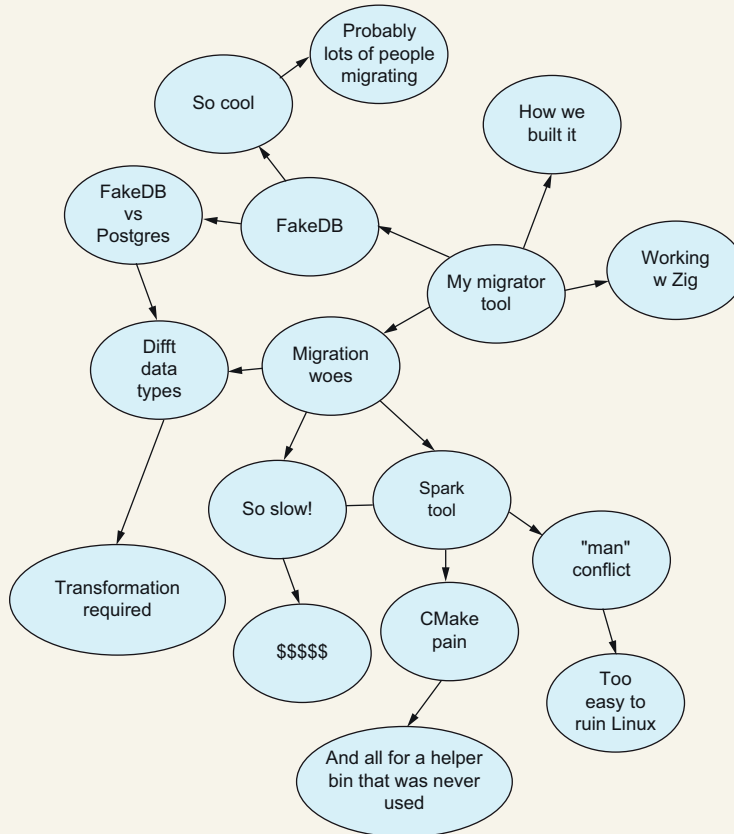 Probably
lots of people
migrating
So cool
How we
built it
FakeDB
vs
Postgres
FakeDB
Working
w Zig
My migrator
tool
Difft
data
types
Migration
woes
So slow!
Spark
tool
"man"
conflict
Transformation
required
$$$$$
CMake
pain
Too
easy to
ruin Linux
And all for a helper
bin that was never
used